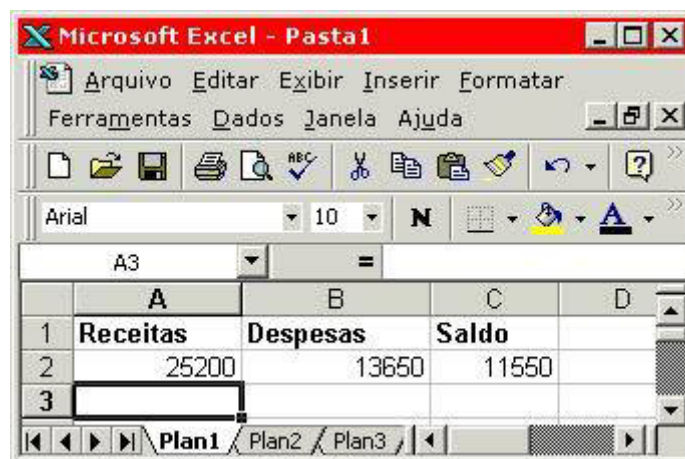 Microsoft Excel - Pasta1
Arquivo Editar Exibir Inserir Formatar
Ferramentas Dados Janela Ajuda
ABC
Arial 10 N A
A3 =
A B C D
1 Receitas Despesas Saldo
2 25200 13650 11550
3
Plan1 Plan2 Plan3